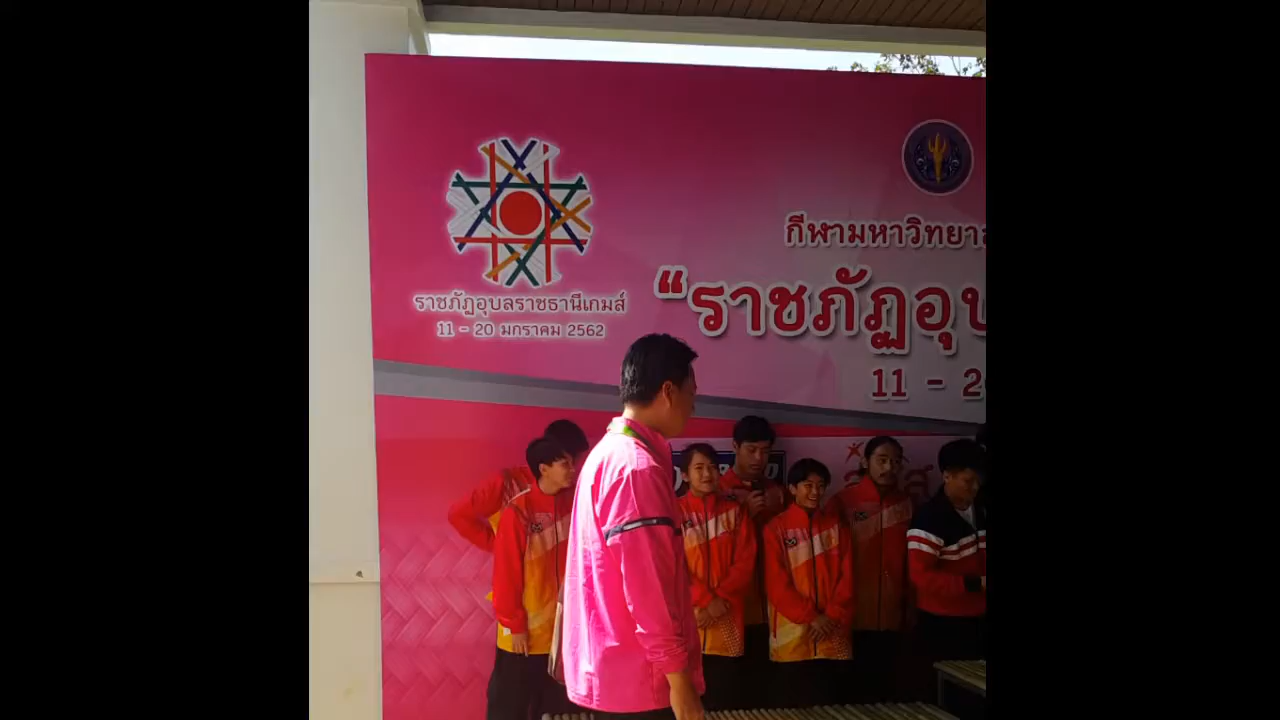 ราชภัฏอุบลราชธานีเกมส์
11 - 20 มกราคม 2562
กีฬามหาวิทยา
"ราชภัฏอุบ
11 - 2